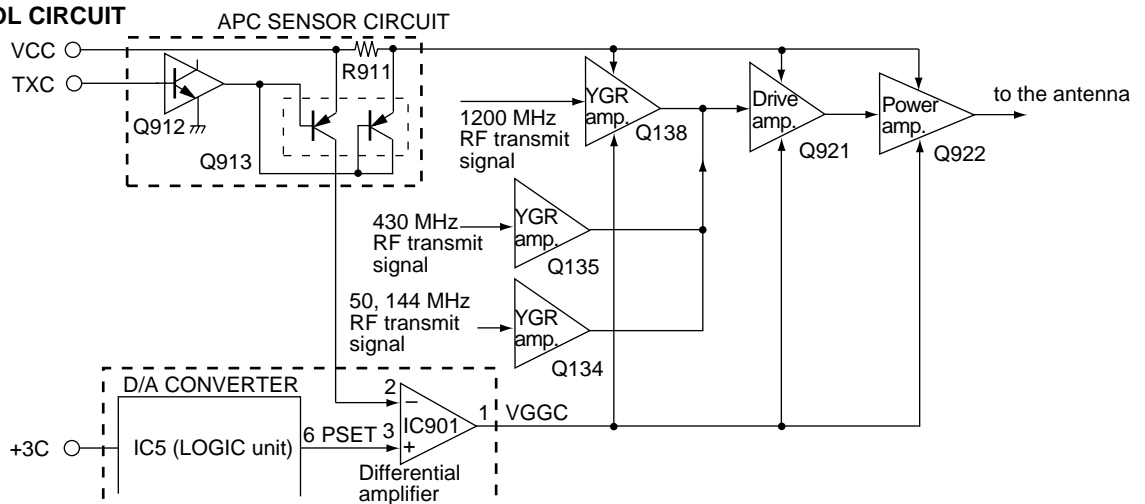 OL CIRCUIT
APC SENSOR CIRCUIT
VCC
R911
TXC
Q912
Q913
YGR
amp.
Q138
1200 MHz
RF transmit
signal
Drive
amp.
Q921
Power
amp.
Q922
to the antenna
430 MHz
RF transmit
signal
YGR
amp.
Q135
50, 144 MHz
RF transmit
signal
YGR
amp.
Q134
D/A CONVERTER
+3C
IC5 (LOGIC unit)
6 PSET 3
2
–
IC901
+
1 VGGC
Differential
amplifier